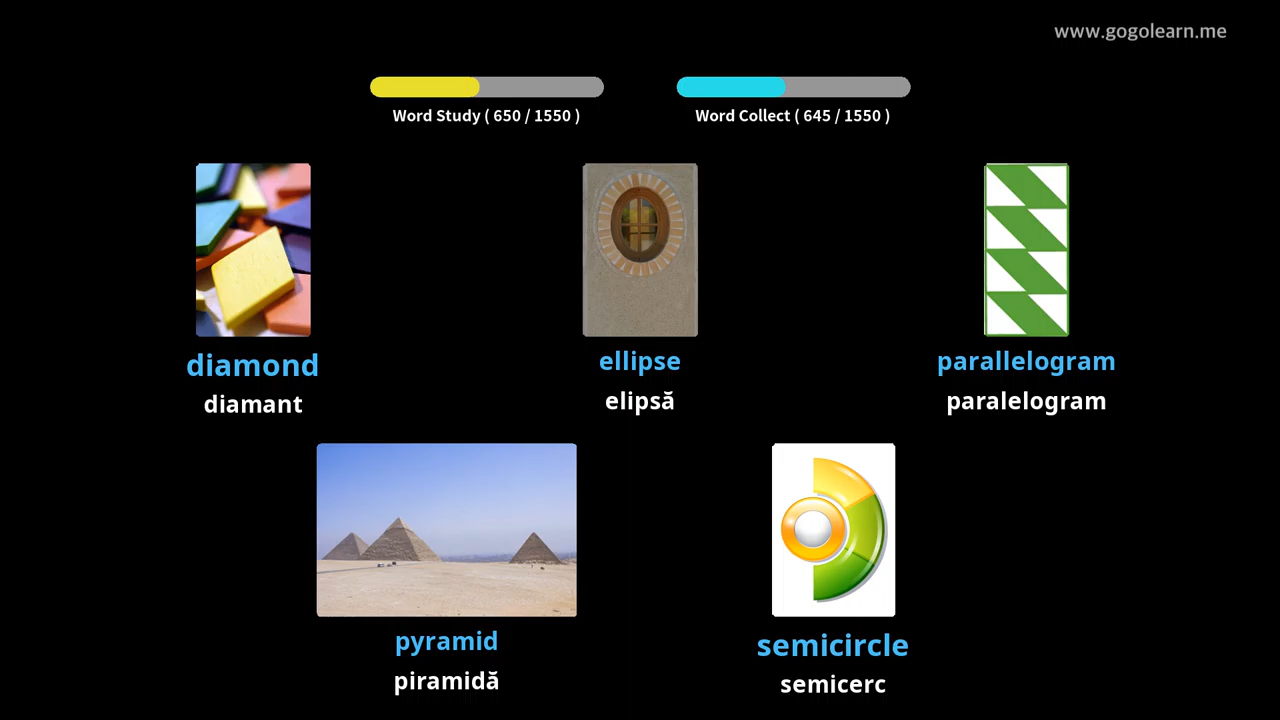 www.gogolearn.me
Word Study ( 650 / 1550 )
Word Collect ( 645 / 1550 )
diamond
diamant
ellipse
elipsă
parallelogram
paralelogram
pyramid
piramidă
semicircle
semicerc